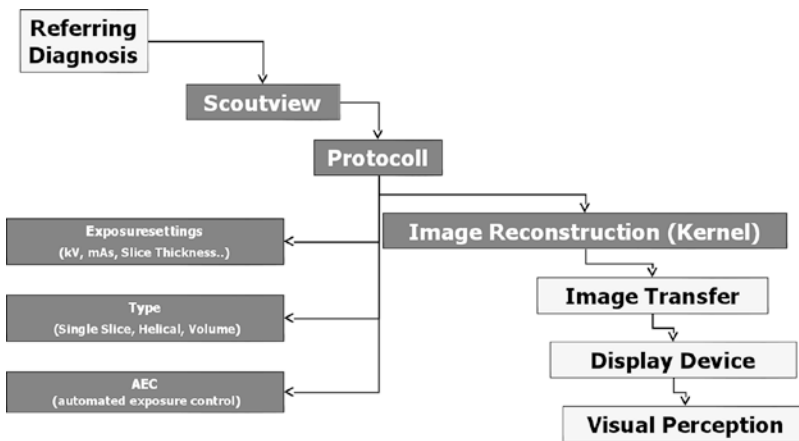 Referring
Diagnosis
Scoutview
Protocoll
Exposuresettings
(kV, mAs, Slice Thickness..)
Image Reconstruction (Kernel)
Image Transfer
Type
(Single Slice, Helical, Volume)
Display Device
AEC
(automated exposure control)
Visual Perception